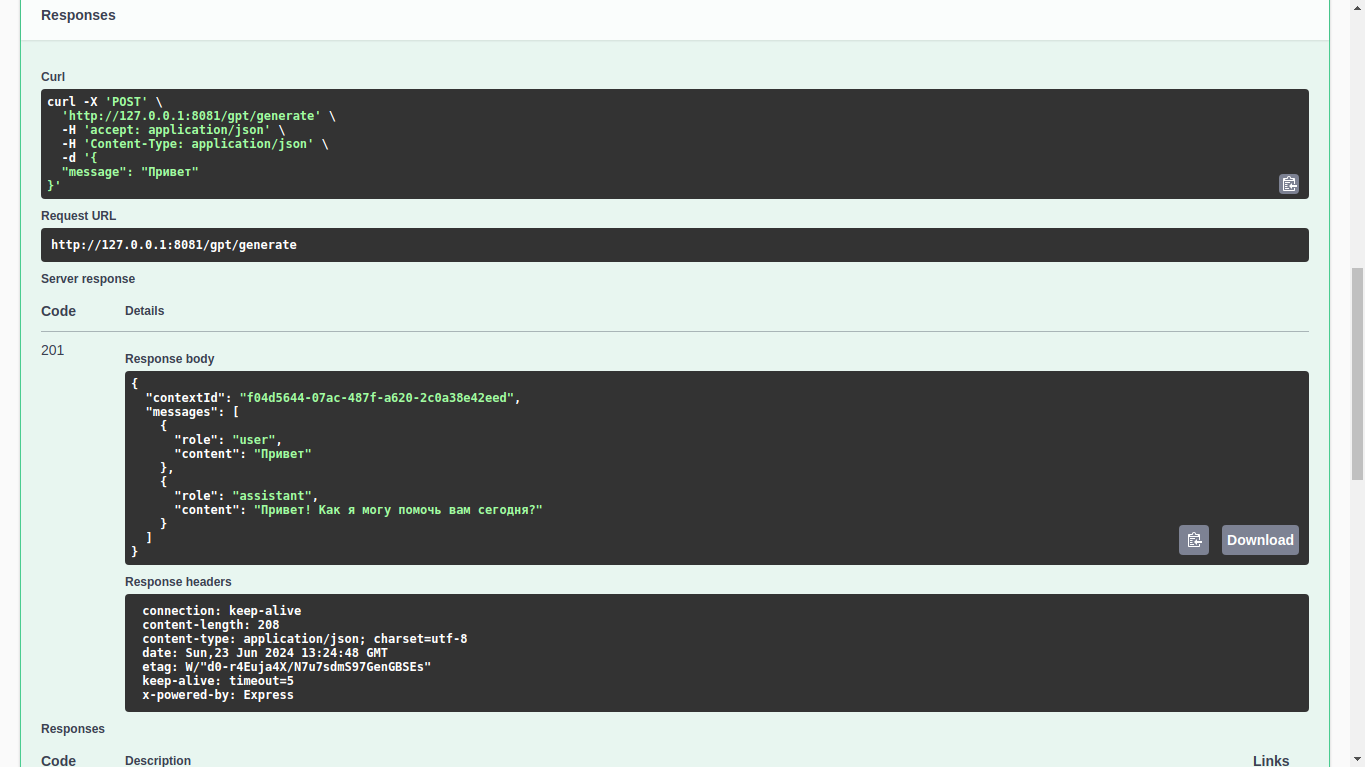 Responses
Curl
curl -X 'POST' \
  'http://127.0.0.1:8081/gpt/generate' \
  -H 'accept: application/json' \
  -H 'Content-Type: application/json' \
  -d '{
  "message": "Привет"
}'
Request URL
http://127.0.0.1:8081/gpt/generate
Server response
Code Details
201
Response body
{
  "contextId": "f04d5644-07ac-487f-a620-2c0a38e42eed",
  "messages": [
    {
      "role": "user",
      "content": "Привет"
    },
    {
      "role": "assistant",
      "content": "Привет! Как я могу помочь вам сегодня?"
    }
  ]
}
Download
Response headers
connection: keep-alive
content-length: 208
content-type: application/json; charset=utf-8
date: Sun,23 Jun 2024 13:24:48 GMT
etag: W/"d0-r4Euja4X/N7u7sdmS97GenGBSEs"
keep-alive: timeout=5
x-powered-by: Express
Responses
Code Description Links